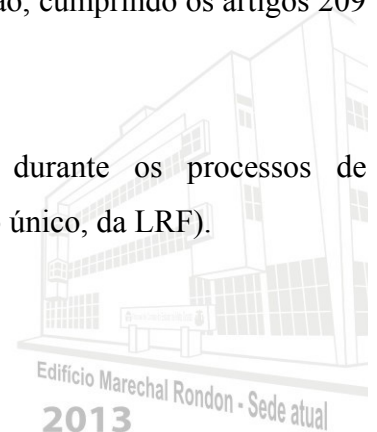 ão, cumprindo os artigos 209
durante os processos de
único, da LRF).
Edifício Marechal Rondon - Sede atual
2013